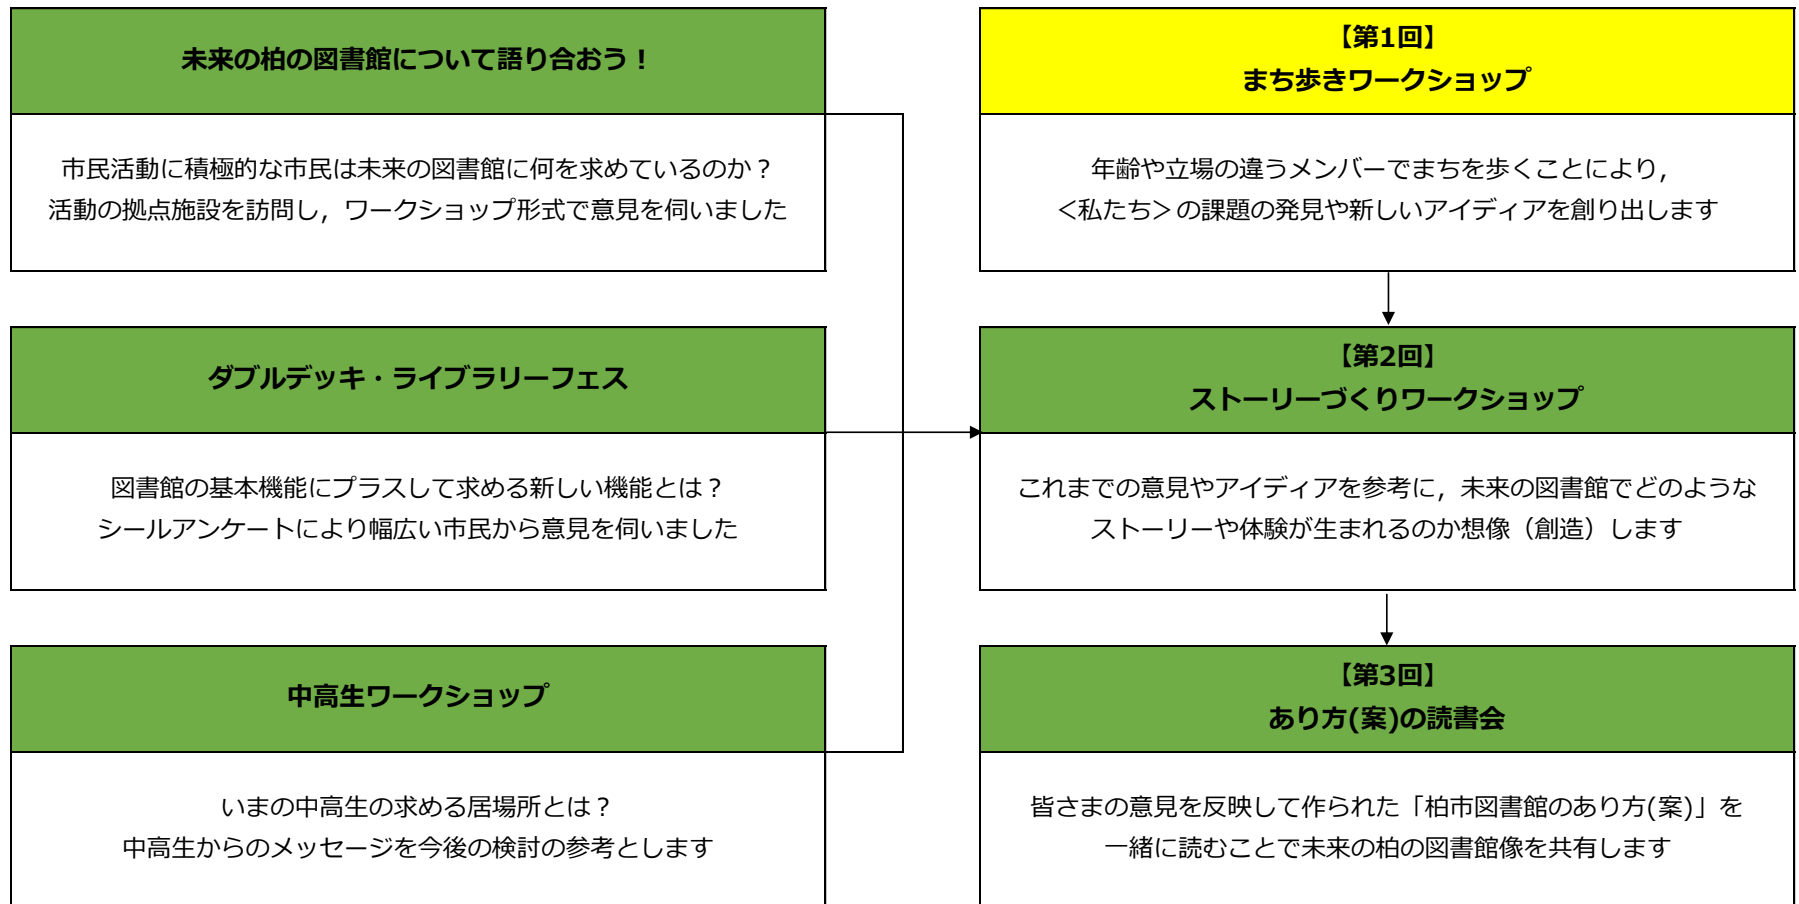 未来の柏の図書館について語り合おう！
市民活動に積極的な市民は未来の図書館に何を求めているのか？
活動の拠点施設を訪問し，ワークショップ形式で意見を伺いました
ダブルデッキ・ライブラリーフェス
図書館の基本機能にプラスして求める新しい機能とは？
シールアンケートにより幅広い市民から意見を伺いました
中高生ワークショップ
いまの中高生の求める居場所とは？
中高生からのメッセージを今後の検討の参考とします
【第1回】
まち歩きワークショップ
年齢や立場の違うメンバーでまちを歩くことにより，
＜私たち＞の課題の発見や新しいアイディアを創り出します
【第2回】
ストーリーづくりワークショップ
これまでの意見やアイディアを参考に，未来の図書館でどのような
ストーリーや体験が生まれるのか想像（創造）します
【第3回】
あり方(案)の読書会
皆さまの意見を反映して作られた「柏市図書館のあり方(案)」を
一緒に読むことで未来の柏の図書館像を共有します